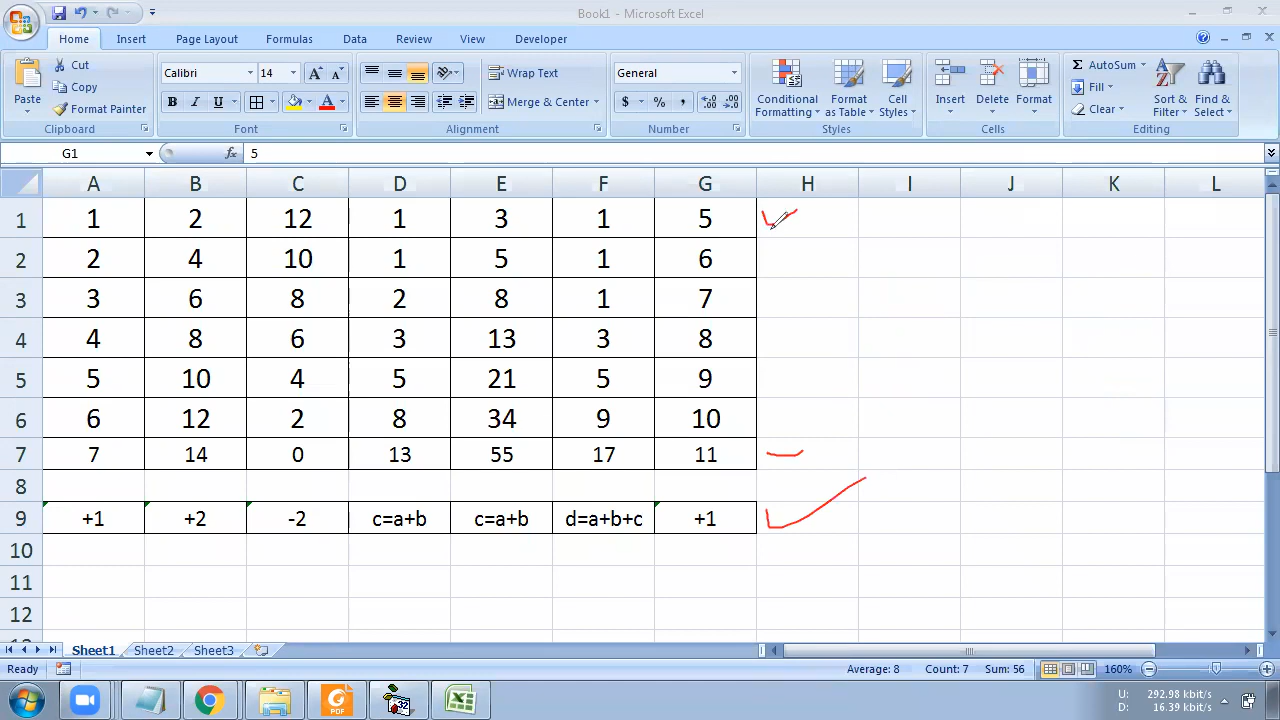 Book1 - Microsoft Excel
Home Insert Page Layout Formulas Data Review View Developer
Paste Cut Copy Format Painter
Calibri 14
B I U A
Wrap Text
Merge & Center
General
$ % ,
Conditional Formatting Format as Table Cell Styles
Insert Delete Format
AutoSum Fill Clear
Sort & Filter Find & Select
Clipboard Font Alignment Number Styles Cells Editing
G1 fx 5
A B C D E F G H I J K L
1 1 2 12 1 3 1 5
2 2 4 10 1 5 1 6
3 3 6 8 2 8 1 7
4 4 8 6 3 13 3 8
5 5 10 4 5 21 5 9
6 6 12 2 8 34 9 10
7 7 14 0 13 55 17 11
8
9 +1 +2 -2 c=a+b c=a+b d=a+b+c +1
10
11
12
Sheet1 Sheet2 Sheet3
Ready Average: 8 Count: 7 Sum: 56 160%
PDF 32 U: 292.98 kbit/s
D: 16.39 kbit/s